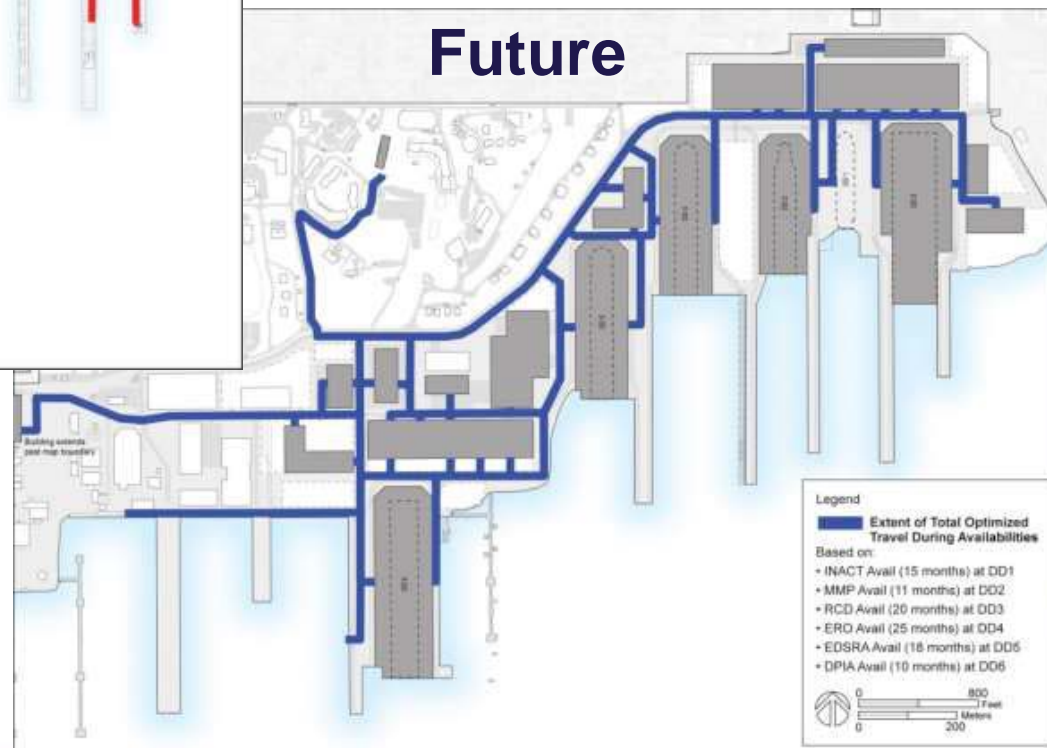 Future
Building extends
past map boundary
Legend
Extent of Total Optimized
Travel During Availabilities
Based on:
• INACT Avail (15 months) at DD1
• MMP Avail (11 months) at DD2
• RCD Avail (20 months) at DD3
• ERO Avail (25 months) at DD4
• EDSRA Avail (18 months) at DD5
• DPIA Avail (10 months) at DD6
0 800
Feet
Meters
0 200